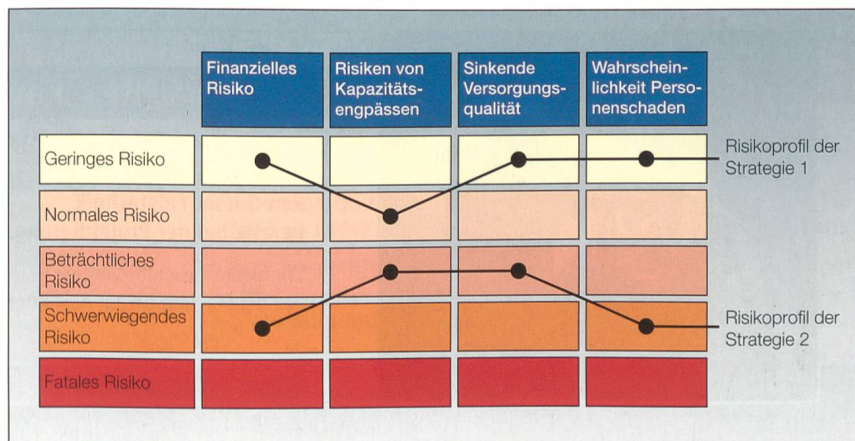 Finanzielles
Risiko
Risiken von
Kapazitäts-
engpässen
Sinkende
Versorgungs-
qualität
Wahrschein-
lichkeit Perso-
nenschaden
Geringes Risiko
Risikoprofil der
Strategie 1
Normales Risiko
Beträchtliches
Risiko
Schwerwiegendes
Risiko
Risikoprofil der
Strategie 2
Fatales Risiko